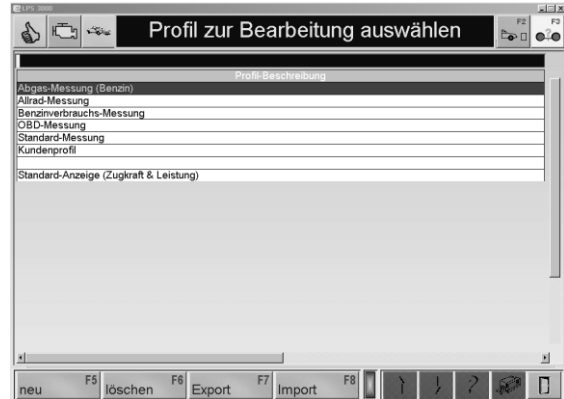 LPS 3000
Profil zur Bearbeitung auswählen
F2
F3
Profil-Beschreibung
Abgas-Messung (Benzin)
Allrad-Messung
Benzinverbrauchs-Messung
OBD-Messung
Standard-Messung
Kundenprofil
Standard-Anzeige (Zugkraft & Leistung)
neu F5
löschen F6
Export F7
Import F8